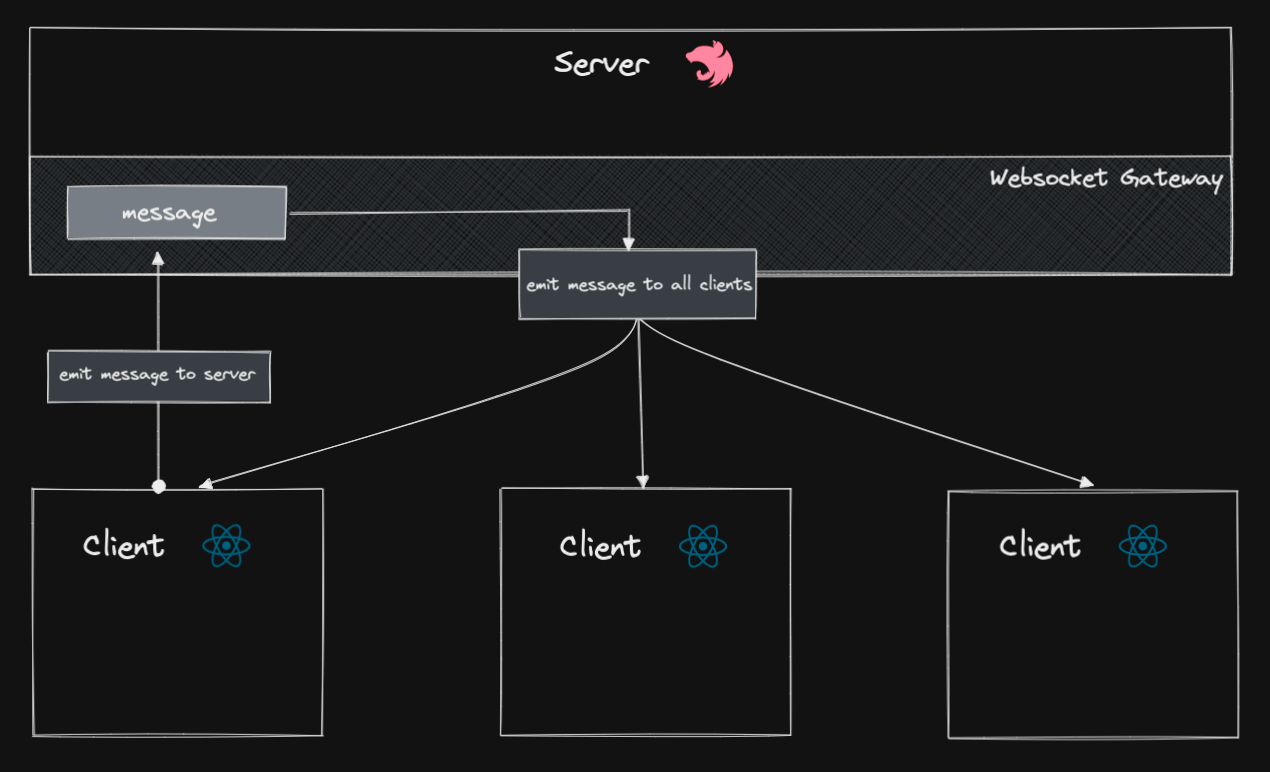 Server
Websocket Gateway
message
emit message to all clients
emit message to server
Client
Client
Client